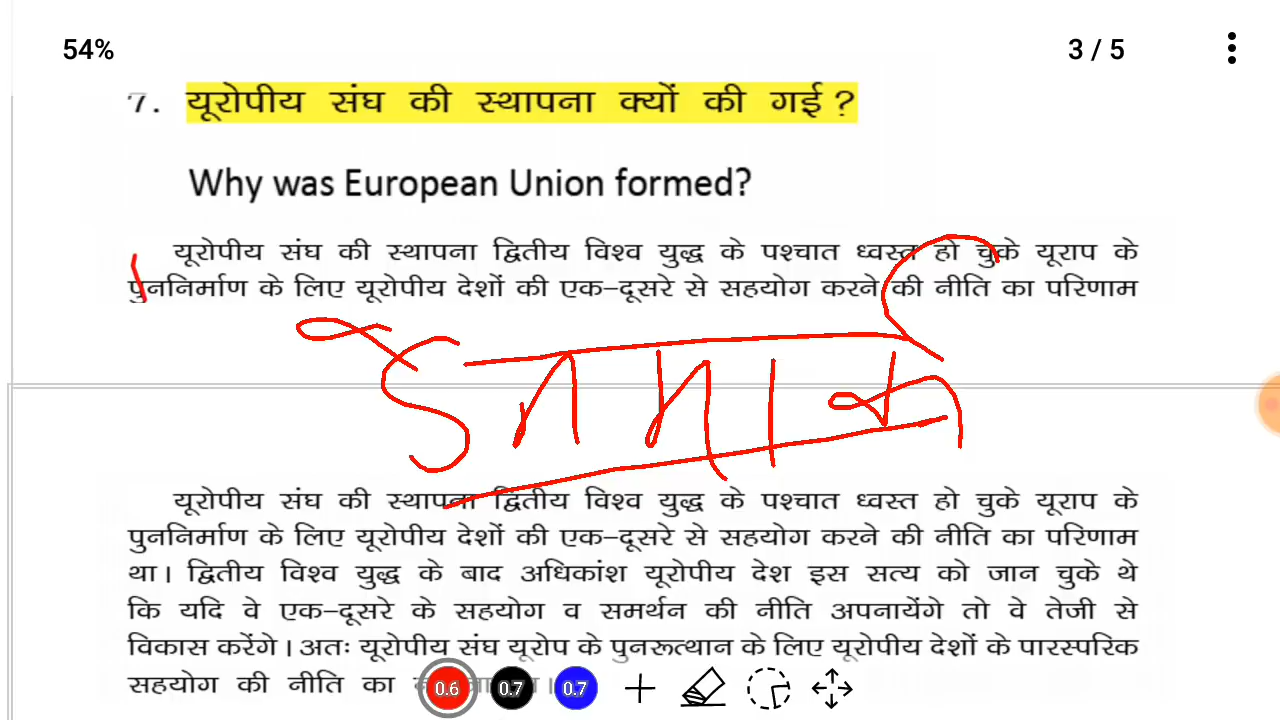 54%
3 / 5
7. यूरोपीय संघ की स्थापना क्यों की गई ?
Why was European Union formed?
यूरोपीय संघ की स्थापना द्वितीय विश्व युद्ध के पश्चात ध्वस्त हो चुके यूराप के
पुननिर्माण के लिए यूरोपीय देशों की एक–दूसरे से सहयोग करने की नीति का परिणाम
यूरोपीय संघ की स्थापना द्वितीय विश्व युद्ध के पश्चात ध्वस्त हो चुके यूराप के
पुननिर्माण के लिए यूरोपीय देशों की एक–दूसरे से सहयोग करने की नीति का परिणाम
था। द्वितीय विश्व युद्ध के बाद अधिकांश यूरोपीय देश इस सत्य को जान चुके थे
कि यदि वे एक–दूसरे के सहयोग व समर्थन की नीति अपनायेंगे तो वे तेजी से
विकास करेंगे। अतः यूरोपीय संघ यूरोप के पुनरूत्थान के लिए यूरोपीय देशों के पारस्परिक
सहयोग की नीति का
0.6 0.7 0.7